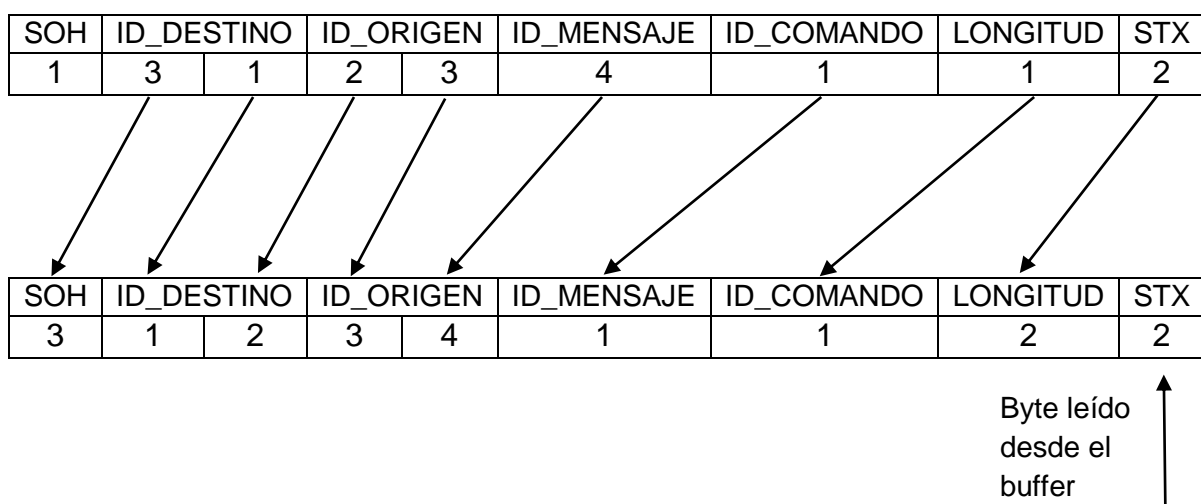 SOH ID_DESTINO ID_ORIGEN ID_MENSAJE ID_COMANDO LONGITUD STX
1 3 1 2 3 4 1 1 2
SOH ID_DESTINO ID_ORIGEN ID_MENSAJE ID_COMANDO LONGITUD STX
3 1 2 3 4 1 1 2 2
Byte leído
desde el
buffer